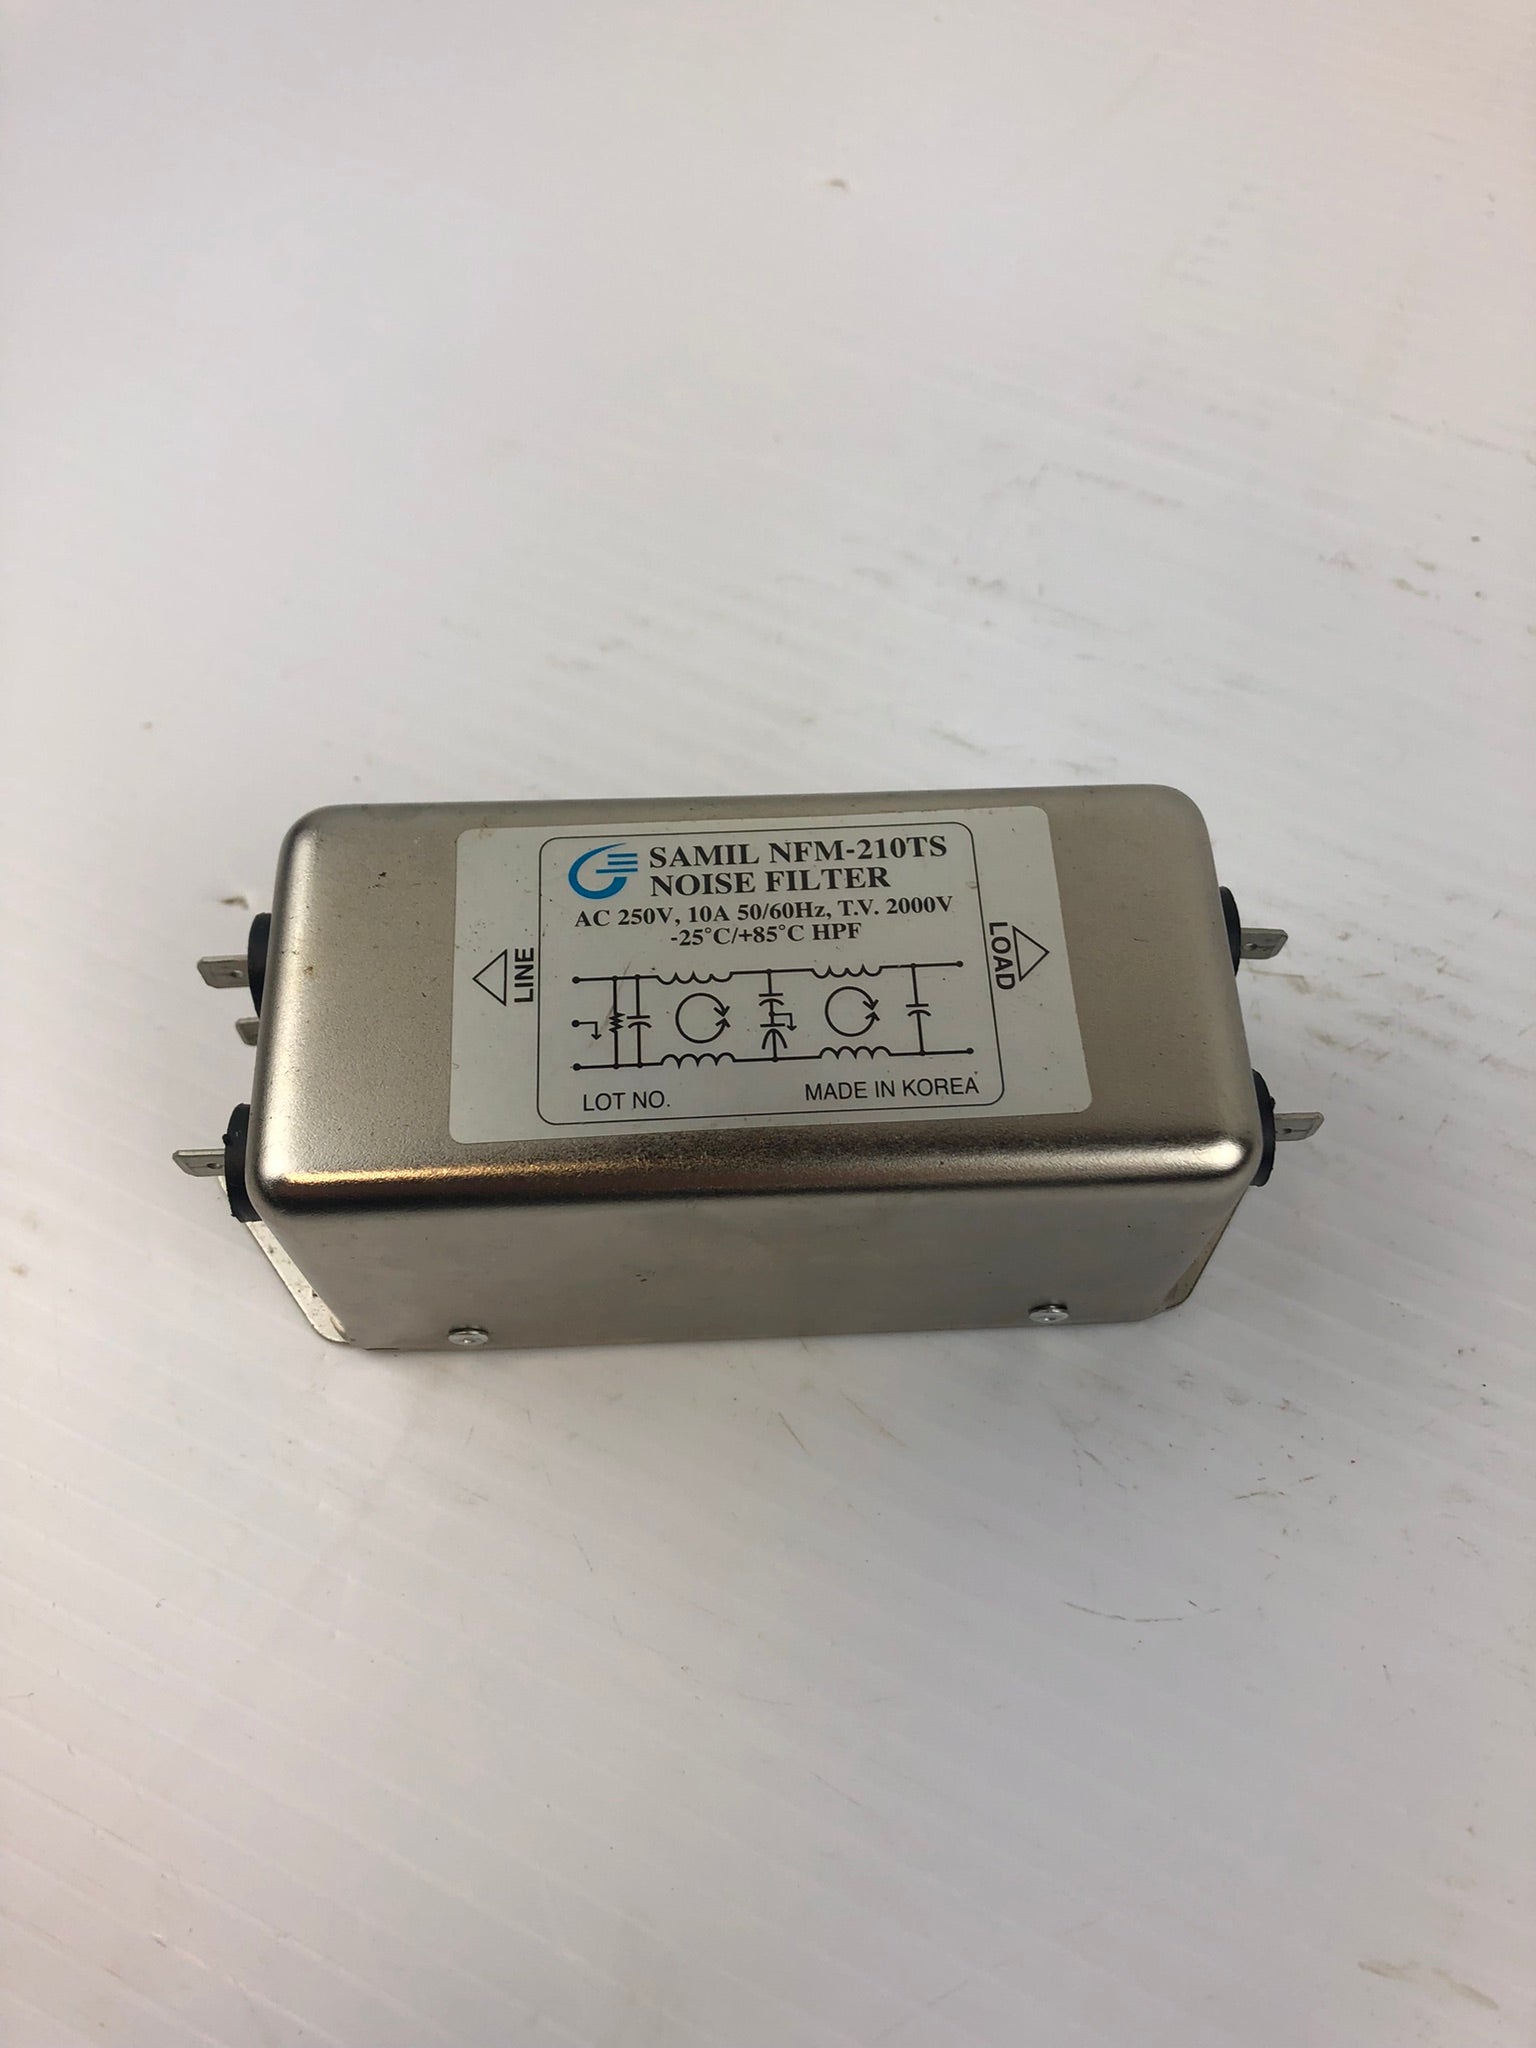 SAMIL NFM-210TS
NOISE FILTER
AC 250V, 10A 50/60Hz, T.V. 2000V
-25°C/+85°C HPF
LINE
LOAD
LOT NO.
MADE IN KOREA